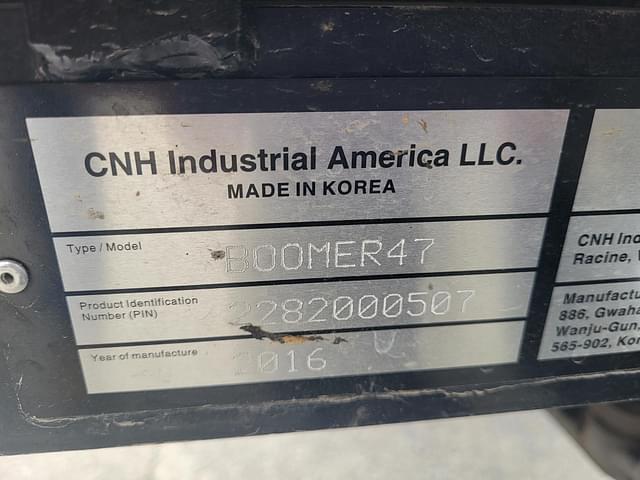 CNH Industrial America LLC.
MADE IN KOREA
Type / Model
BOOMER47
Product Identification
Number (PIN)
2282000507
Year of manufacture
2016
CNH Ind
Racine,
Manufactu
886, Gwaha
Wanju-Gun,
565-902, Kor